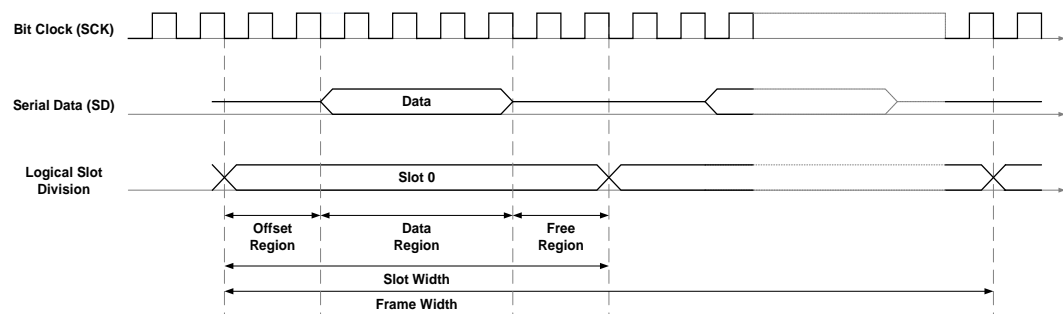 Bit Clock (SCK)
Serial Data (SD)
Data
Logical Slot
Division
Slot 0
Offset
Region
Data
Region
Free
Region
Slot Width
Frame Width